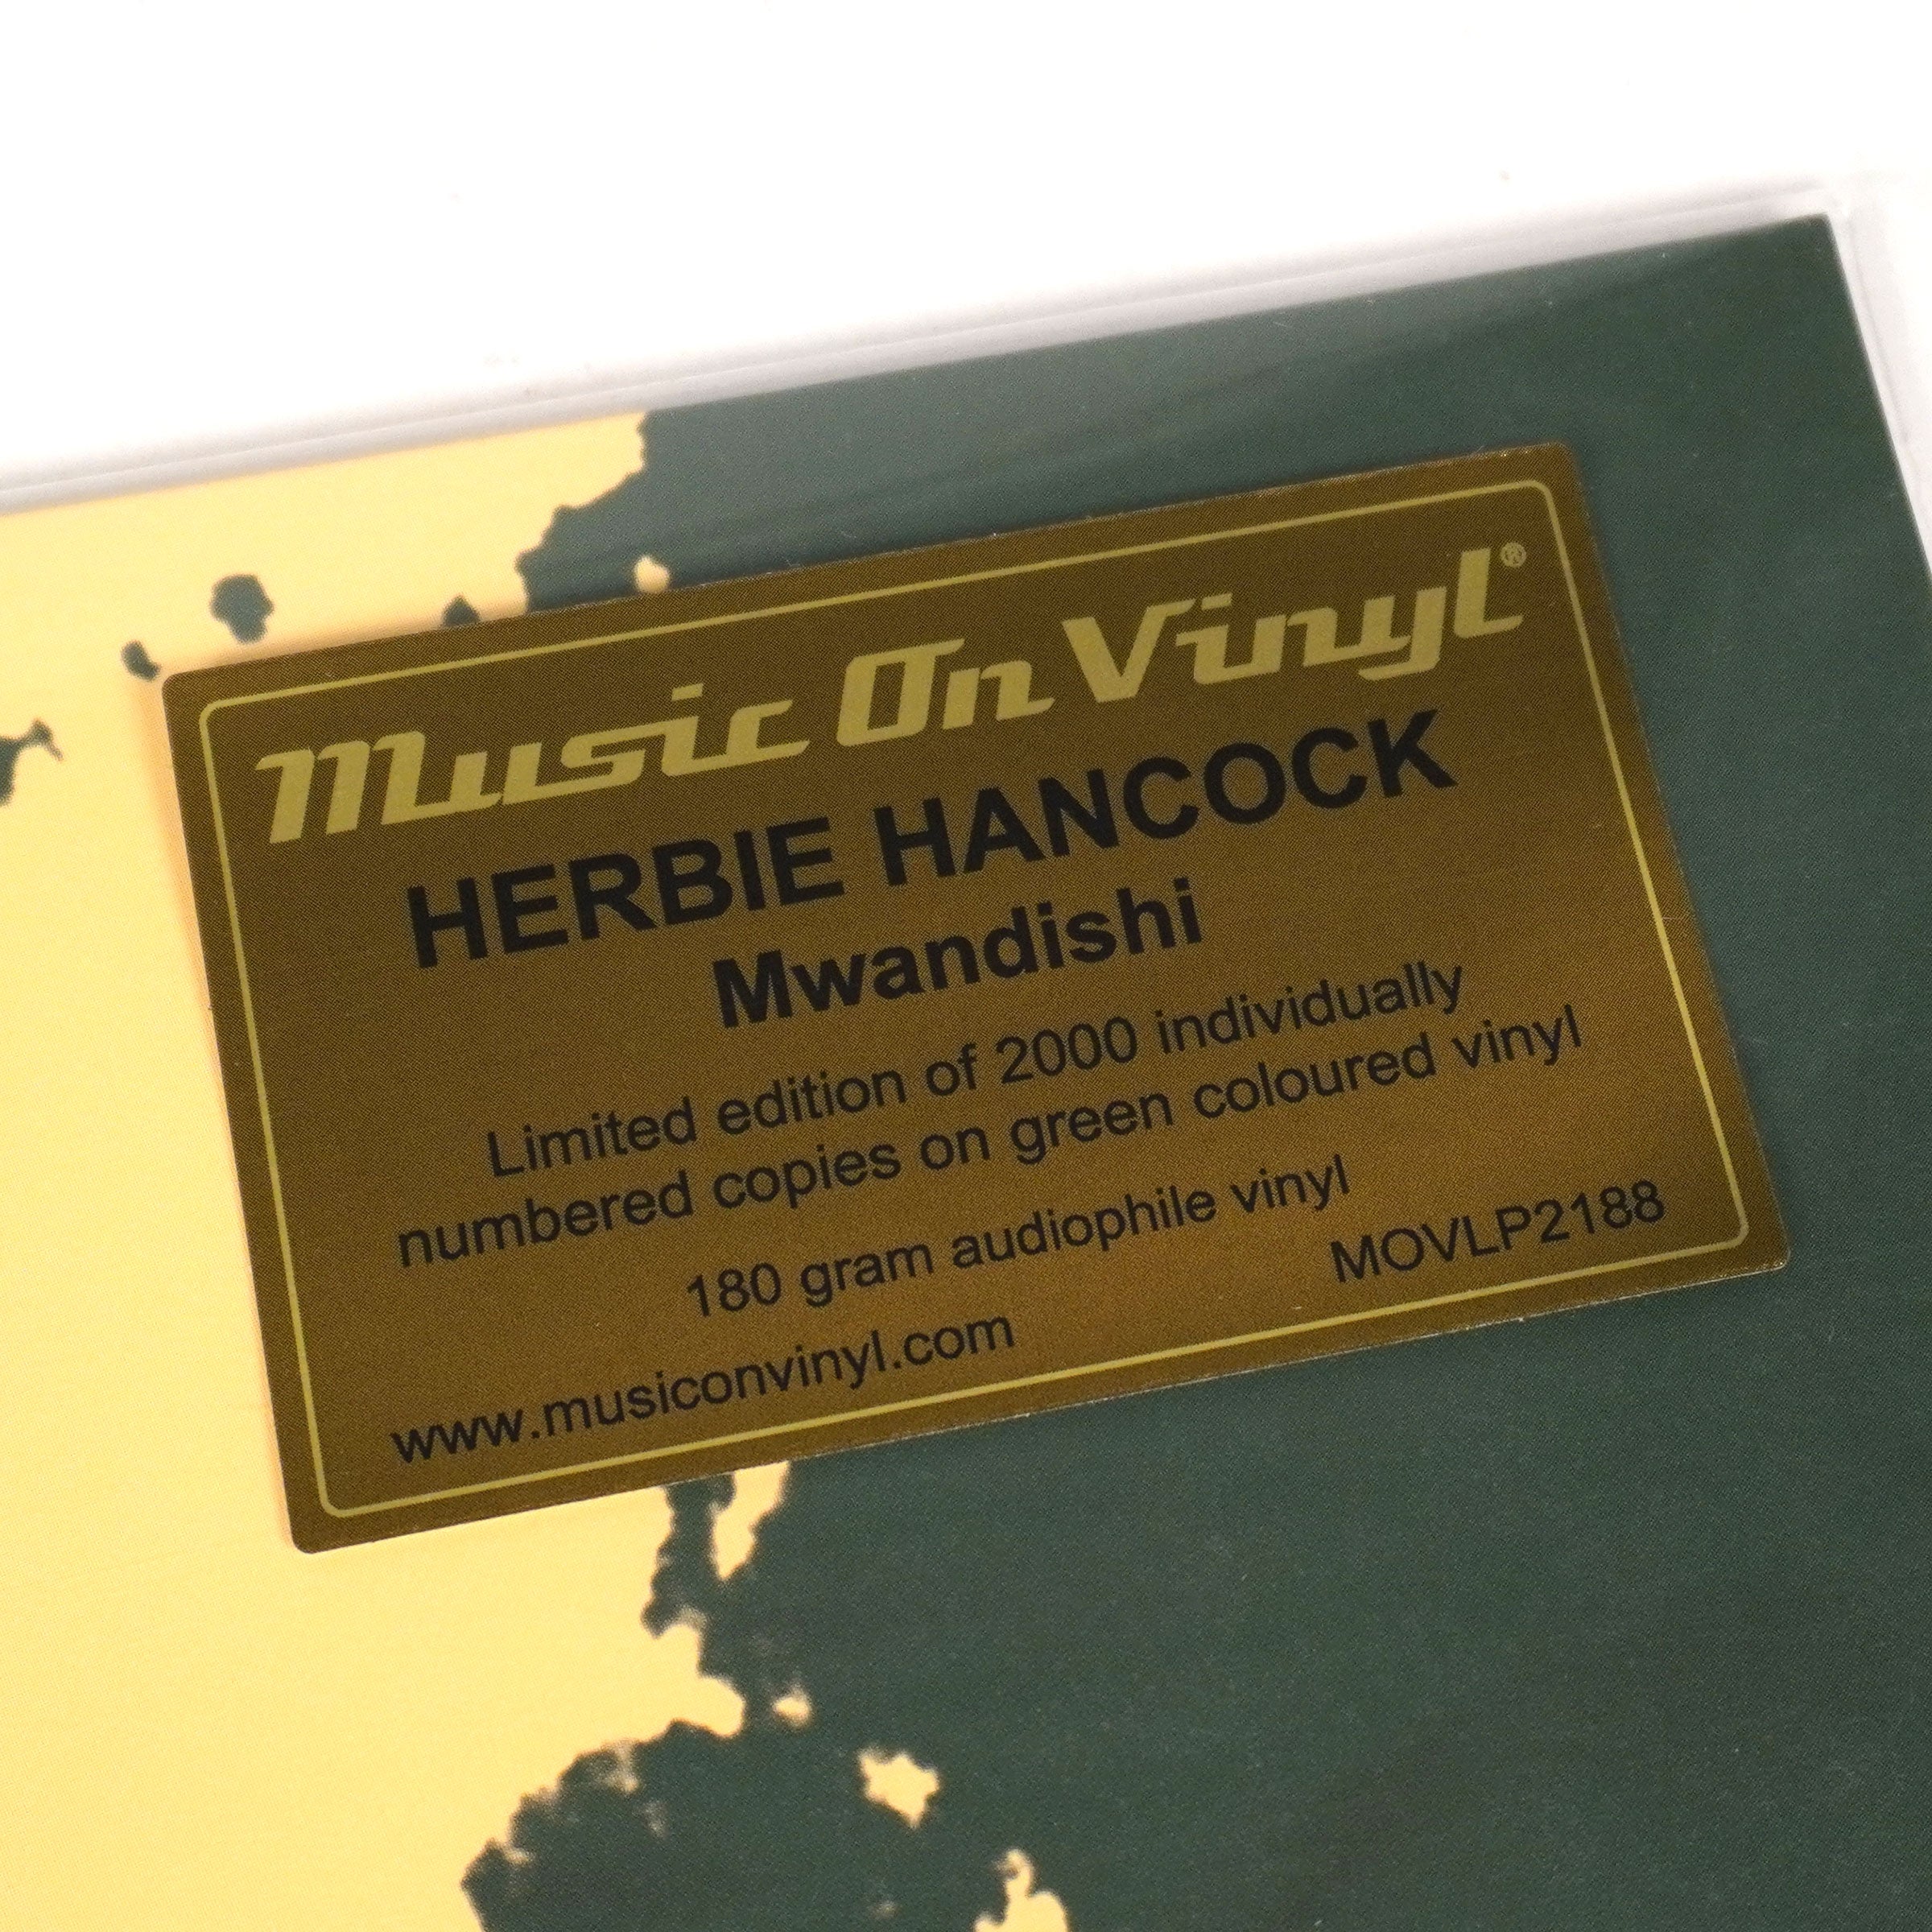 Music On Vinyl®
HERBIE HANCOCK
Mwandishi
Limited edition of 2000 individually
numbered copies on green coloured vinyl
180 gram audiophile vinyl
www.musiconvinyl.com
MOVLP2188